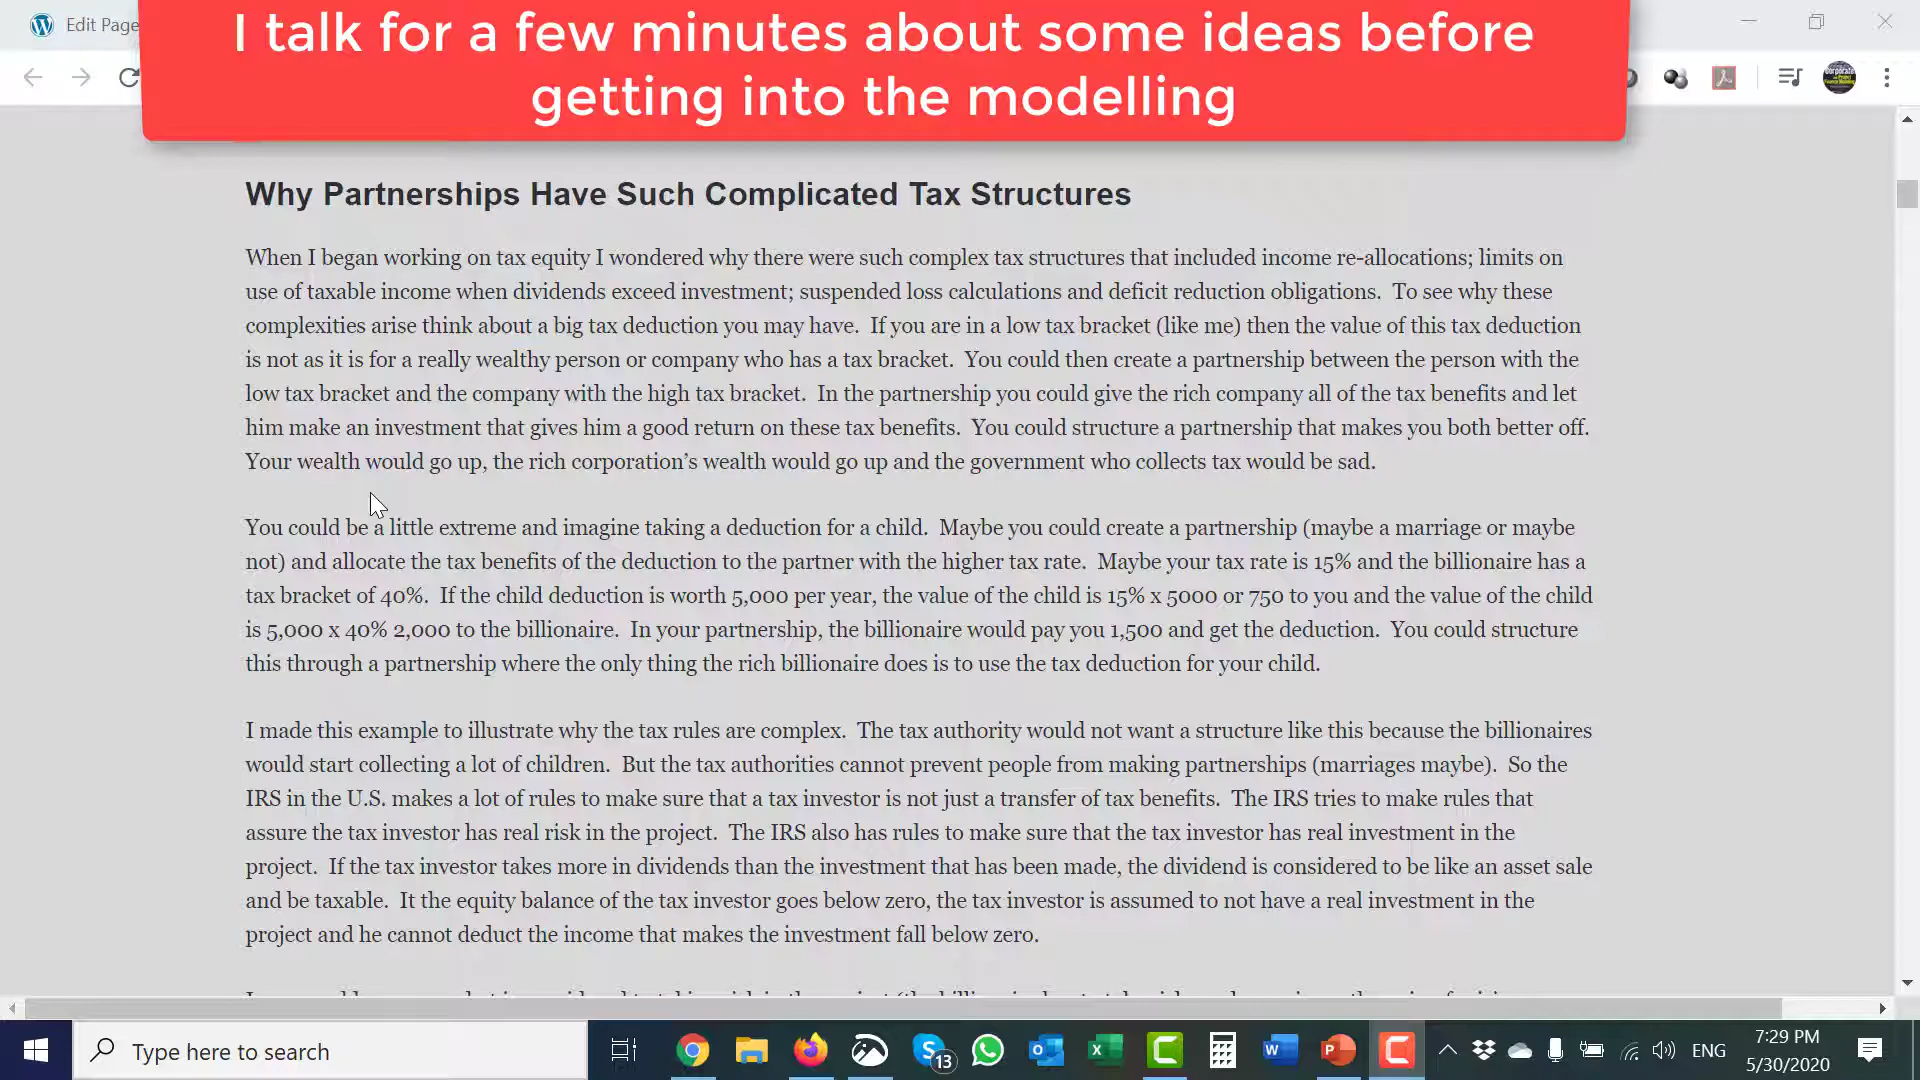 Edit Page
I talk for a few minutes about some ideas before
getting into the modelling
Why Partnerships Have Such Complicated Tax Structures
When I began working on tax equity I wondered why there were such complex tax structures that included income re-allocations; limits on
use of taxable income when dividends exceed investment; suspended loss calculations and deficit reduction obligations. To see why these
complexities arise think about a big tax deduction you may have. If you are in a low tax bracket (like me) then the value of this tax deduction
is not as it is for a really wealthy person or company who has a tax bracket. You could then create a partnership between the person with the
low tax bracket and the company with the high tax bracket. In the partnership you could give the rich company all of the tax benefits and let
him make an investment that gives him a good return on these tax benefits. You could structure a partnership that makes you both better off.
Your wealth would go up, the rich corporation's wealth would go up and the government who collects tax would be sad.
You could be a little extreme and imagine taking a deduction for a child. Maybe you could create a partnership (maybe a marriage or maybe
not) and allocate the tax benefits of the deduction to the partner with the higher tax rate. Maybe your tax rate is 15% and the billionaire has a
tax bracket of 40%. If the child deduction is worth 5,000 per year, the value of the child is 15% x 5000 or 750 to you and the value of the child
is 5,000 x 40% 2,000 to the billionaire. In your partnership, the billionaire would pay you 1,500 and get the deduction. You could structure
this through a partnership where the only thing the rich billionaire does is to use the tax deduction for your child.
I made this example to illustrate why the tax rules are complex. The tax authority would not want a structure like this because the billionaires
would start collecting a lot of children. But the tax authorities cannot prevent people from making partnerships (marriages maybe). So the
IRS in the U.S. makes a lot of rules to make sure that a tax investor is not just a transfer of tax benefits. The IRS tries to make rules that
assure the tax investor has real risk in the project. The IRS also has rules to make sure that the tax investor has real investment in the
project. If the tax investor takes more in dividends than the investment that has been made, the dividend is considered to be like an asset sale
and be taxable. It the equity balance of the tax investor goes below zero, the tax investor is assumed to not have a real investment in the
project and he cannot deduct the income that makes the investment fall below zero.
Type here to search
13
ENG
7:29 PM
5/30/2020